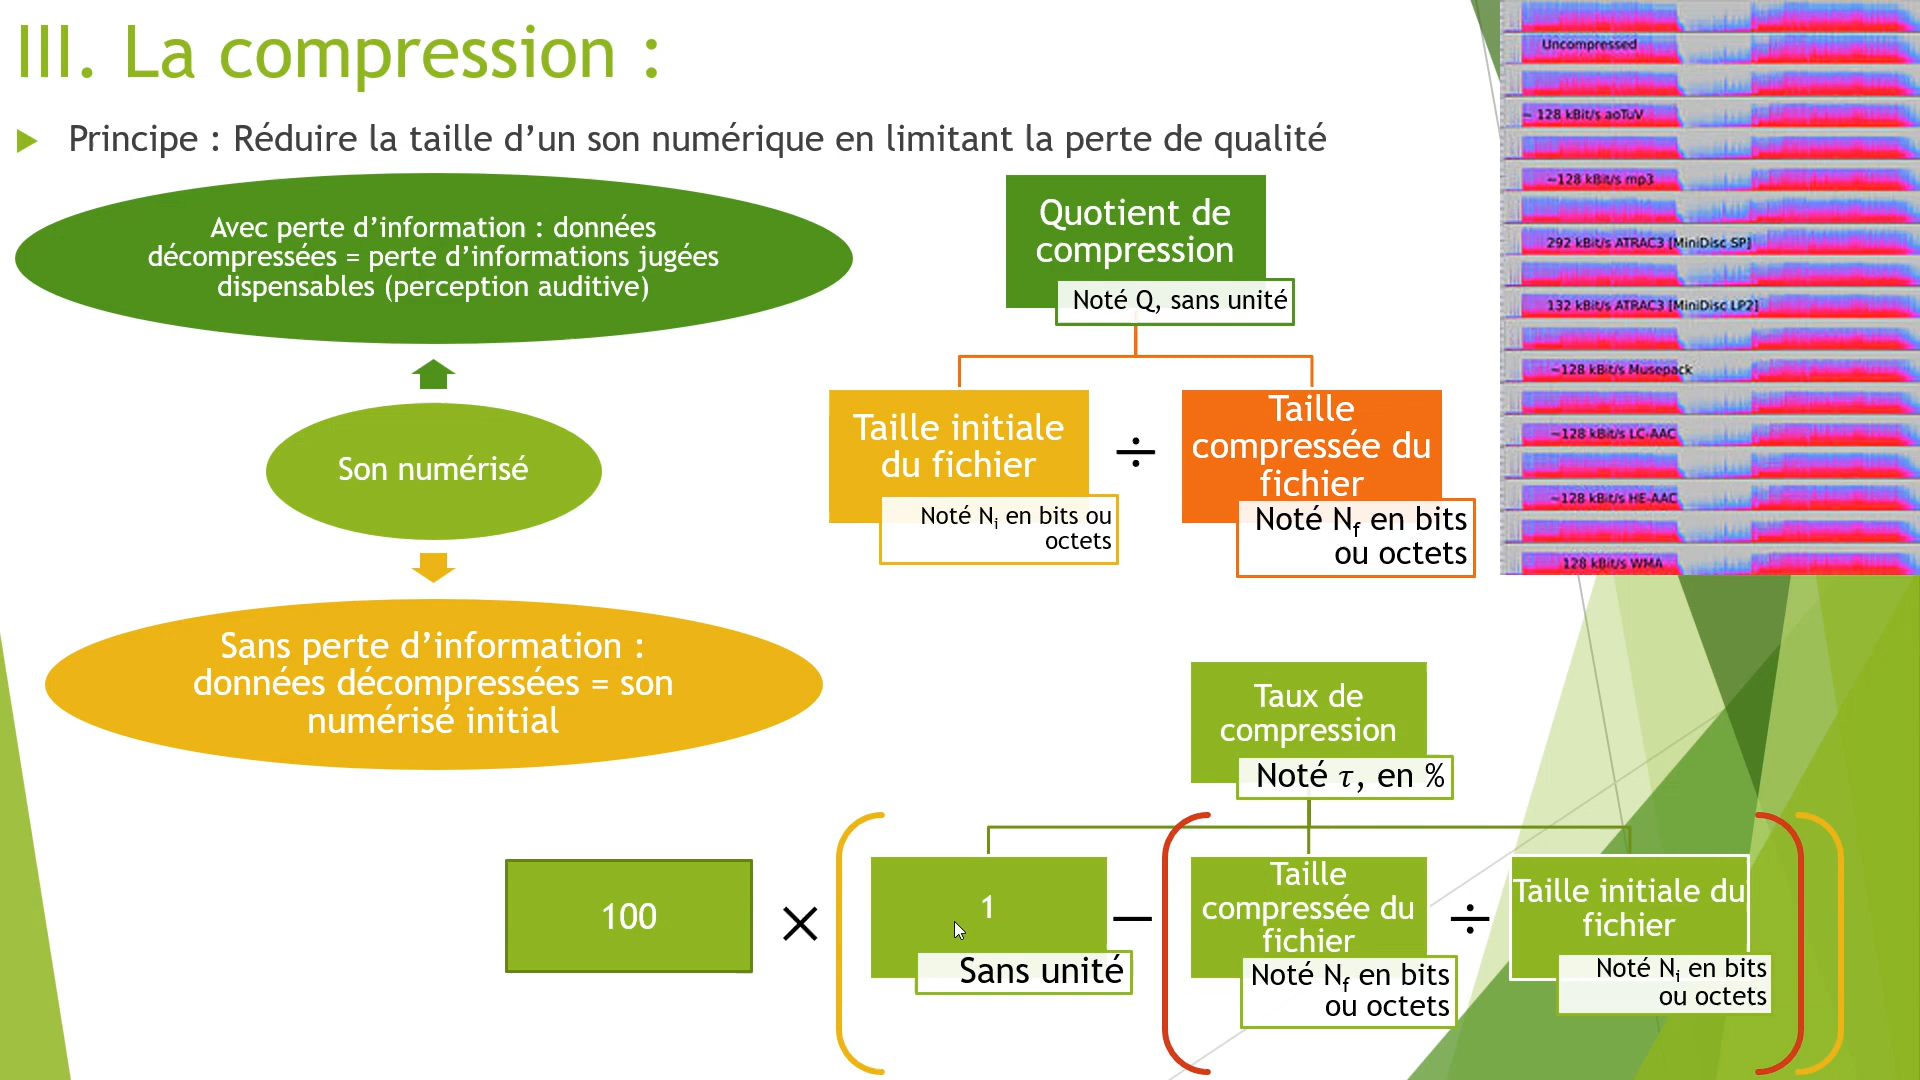 III. La compression :
Principe : Réduire la taille d’un son numérique en limitant la perte de qualité
Avec perte d’information : données
décompressées = perte d’informations jugées
dispensables (perception auditive)
Son numérisé
Sans perte d’information :
données décompressées = son
numérisé initial
Quotient de
compression
Noté Q, sans unité
Taille initiale
du fichier
Noté Nᵢ en bits ou
octets
÷
Taille
compressée du
fichier
Noté N_f en bits
ou octets
Taux de
compression
Noté τ, en %
100
×
1
Sans unité
−
Taille
compressée du
fichier
Noté N_f en bits
ou octets
÷
Taille initiale du
fichier
Noté Nᵢ en bits
ou octets
Uncompressed
~ 128 kBit/s aoTuV
~128 kBit/s mp3
292 kBit/s ATRAC3 [MiniDisc SP]
132 kBit/s ATRAC3 [MiniDisc LP2]
~128 kBit/s Musepack
~128 kBit/s LC-AAC
~128 kBit/s HE-AAC
128 kBit/s WMA